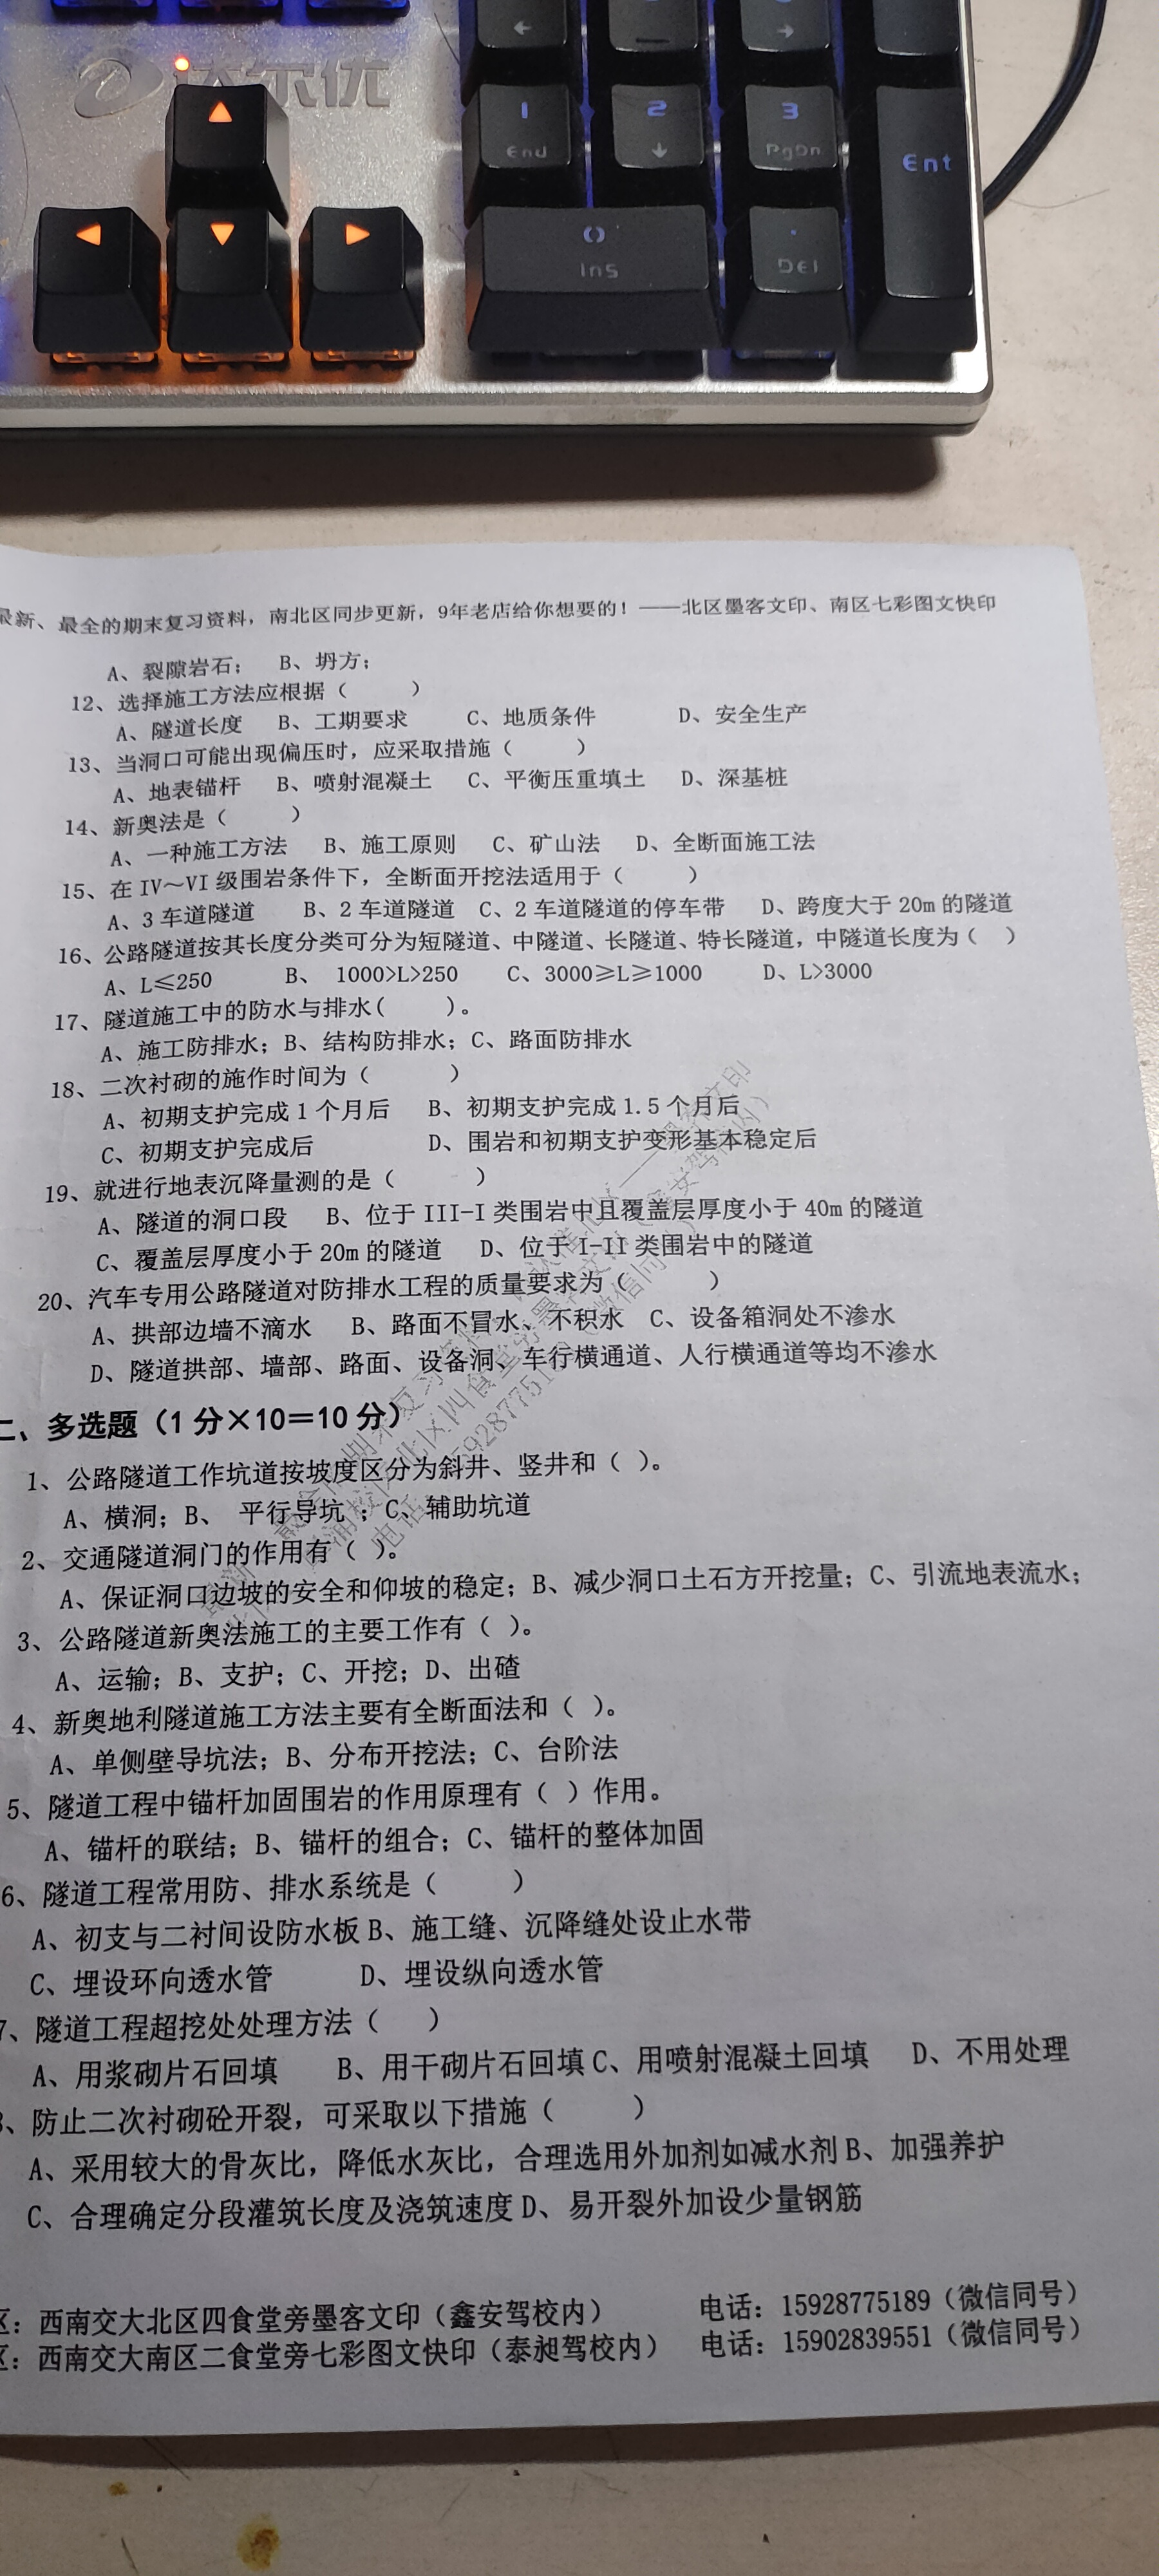 达尔优
1
End
2
3
PgDn
Ent
0
Ins
.
Del
最新、最全的期末复习资料，南北区同步更新，9年老店给你想要的！——北区墨客文印、南区七彩图文快印
A、裂隙岩石； B、坍方；
12、选择施工方法应根据（ ）
A、隧道长度 B、工期要求 C、地质条件 D、安全生产
13、当洞口可能出现偏压时，应采取措施（ ）
A、地表锚杆 B、喷射混凝土 C、平衡压重填土 D、深基桩
14、新奥法是（ ）
A、一种施工方法 B、施工原则 C、矿山法 D、全断面施工法
15、在 IV～VI 级围岩条件下，全断面开挖法适用于（ ）
A、3 车道隧道 B、2 车道隧道 C、2 车道隧道的停车带 D、跨度大于 20m 的隧道
16、公路隧道按其长度分类可分为短隧道、中隧道、长隧道、特长隧道，中隧道长度为（ ）
A、L≤250 B、 1000>L>250 C、3000≥L≥1000 D、L>3000
17、隧道施工中的防水与排水( )。
A、施工防排水；B、结构防排水；C、路面防排水
18、二次衬砌的施作时间为（ ）
A、初期支护完成 1 个月后 B、初期支护完成 1.5 个月后
C、初期支护完成后 D、围岩和初期支护变形基本稳定后
19、就进行地表沉降量测的是（ ）
A、隧道的洞口段 B、位于 III-I 类围岩中且覆盖层厚度小于 40m 的隧道
C、覆盖层厚度小于 20m 的隧道 D、位于 I-II 类围岩中的隧道
20、汽车专用公路隧道对防排水工程的质量要求为（ ）
A、拱部边墙不滴水 B、路面不冒水、不积水 C、设备箱洞处不渗水
D、隧道拱部、墙部、路面、设备洞、车行横通道、人行横通道等均不渗水
二、多选题（1 分×10＝10 分）
1、公路隧道工作坑道按坡度区分为斜井、竖井和（ ）。
A、横洞；B、 平行导坑 ；C、辅助坑道
2、交通隧道洞门的作用有（ ）。
A、保证洞口边坡的安全和仰坡的稳定；B、减少洞口土石方开挖量；C、引流地表流水；
3、公路隧道新奥法施工的主要工作有（ ）。
A、运输；B、支护；C、开挖；D、出碴
4、新奥地利隧道施工方法主要有全断面法和（ ）。
A、单侧壁导坑法；B、分布开挖法；C、台阶法
5、隧道工程中锚杆加固围岩的作用原理有（ ）作用。
A、锚杆的联结；B、锚杆的组合；C、锚杆的整体加固
6、隧道工程常用防、排水系统是（ ）
A、初支与二衬间设防水板 B、施工缝、沉降缝处设止水带
C、埋设环向透水管 D、埋设纵向透水管
7、隧道工程超挖处处理方法（ ）
A、用浆砌片石回填 B、用干砌片石回填 C、用喷射混凝土回填 D、不用处理
、防止二次衬砌砼开裂，可采取以下措施（ ）
A、采用较大的骨灰比，降低水灰比，合理选用外加剂如减水剂 B、加强养护
C、合理确定分段灌筑长度及浇筑速度 D、易开裂外加设少量钢筋
区：西南交大北区四食堂旁墨客文印（鑫安驾校内） 电话：15928775189（微信同号）
区：西南交大南区二食堂旁七彩图文快印（泰昶驾校内） 电话：15902839551（微信同号）